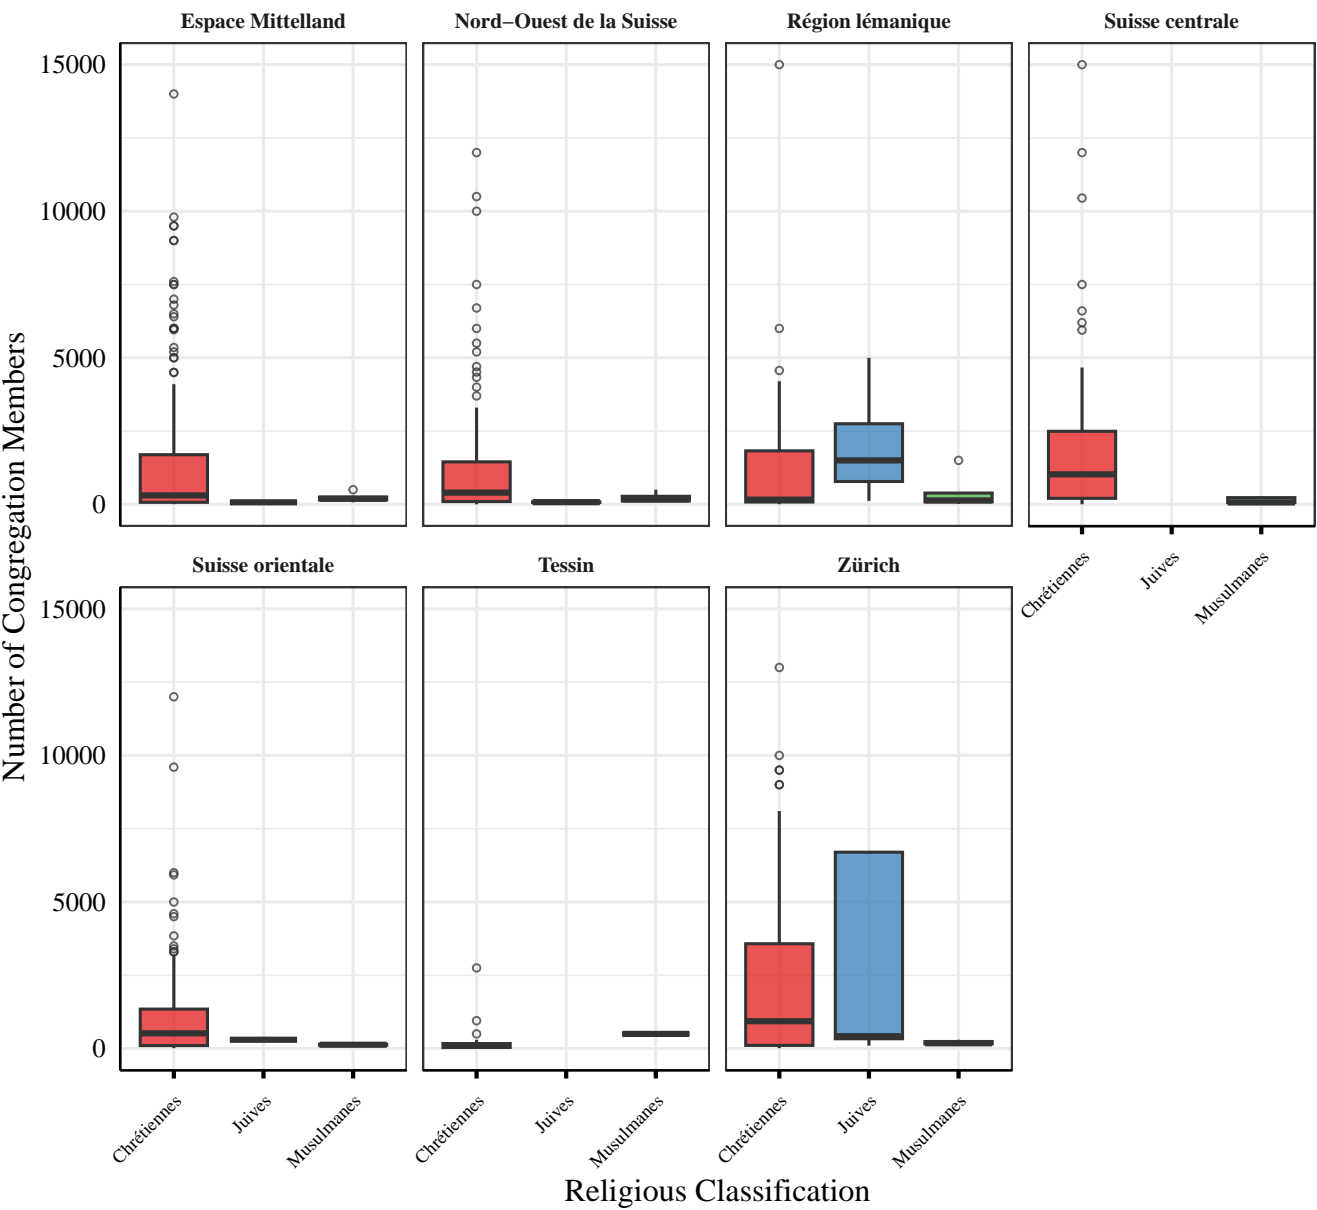 Espace Mittelland
Nord−Ouest de la Suisse
Région lémanique
Suisse centrale
15000
10000
5000
0
Chrétiennes
Juives
Musulmanes
Suisse orientale
Tessin
Zürich
15000
10000
5000
0
Chrétiennes
Juives
Musulmanes
Chrétiennes
Juives
Musulmanes
Chrétiennes
Juives
Musulmanes
Religious Classification
Number of Congregation Members